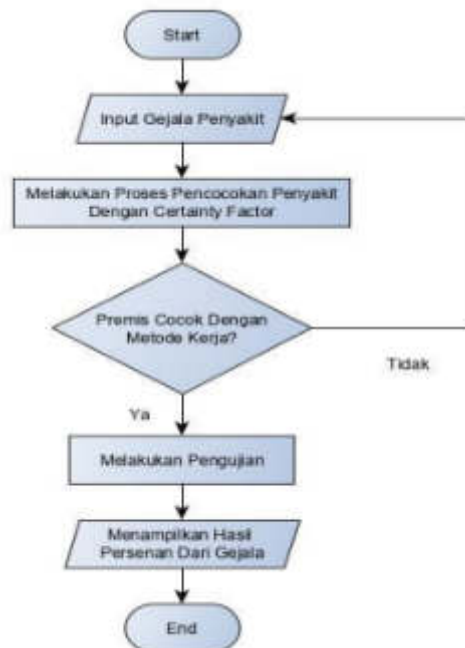 Start
Input Gejala Penyakit
Melakukan Proses Pencocokan Penyakit
Dengan Certainty Factor
Premis Cocok Dengan
Metode Kerja?
Tidak
Ya
Melakukan Pengujian
Menampilkan Hasil
Persenan Dari Gejala
End